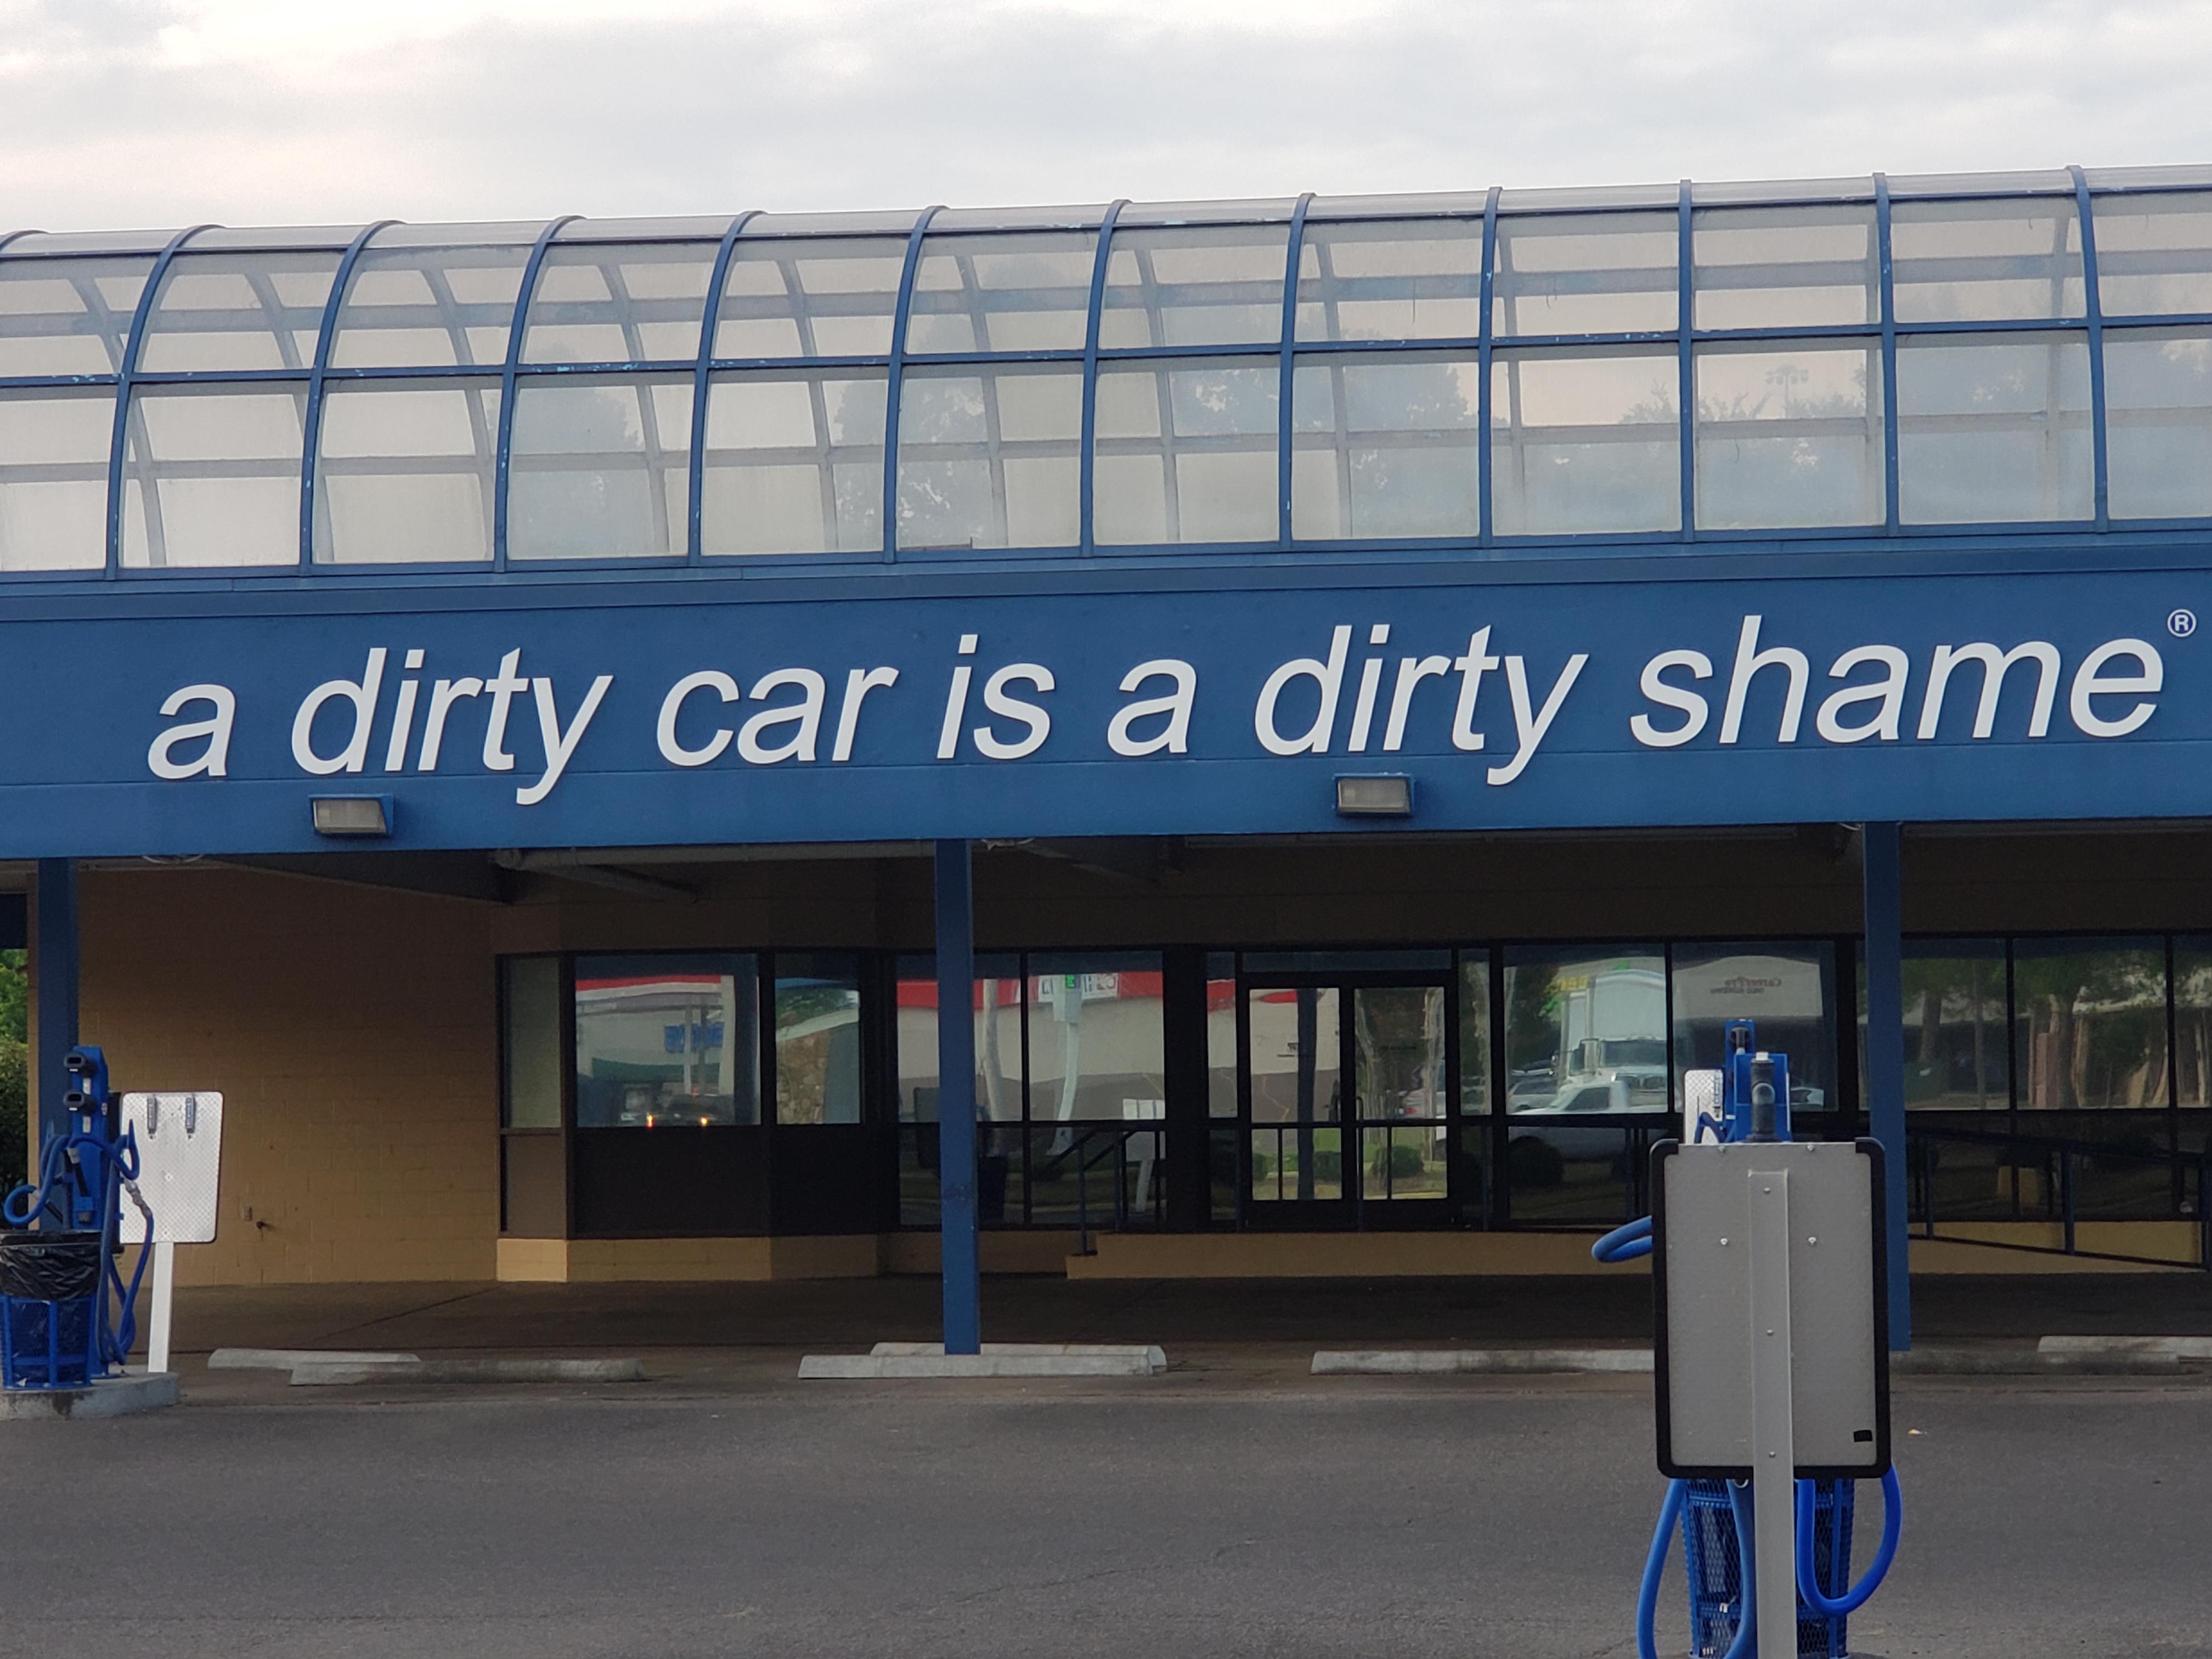 a dirty car is a dirty shame®